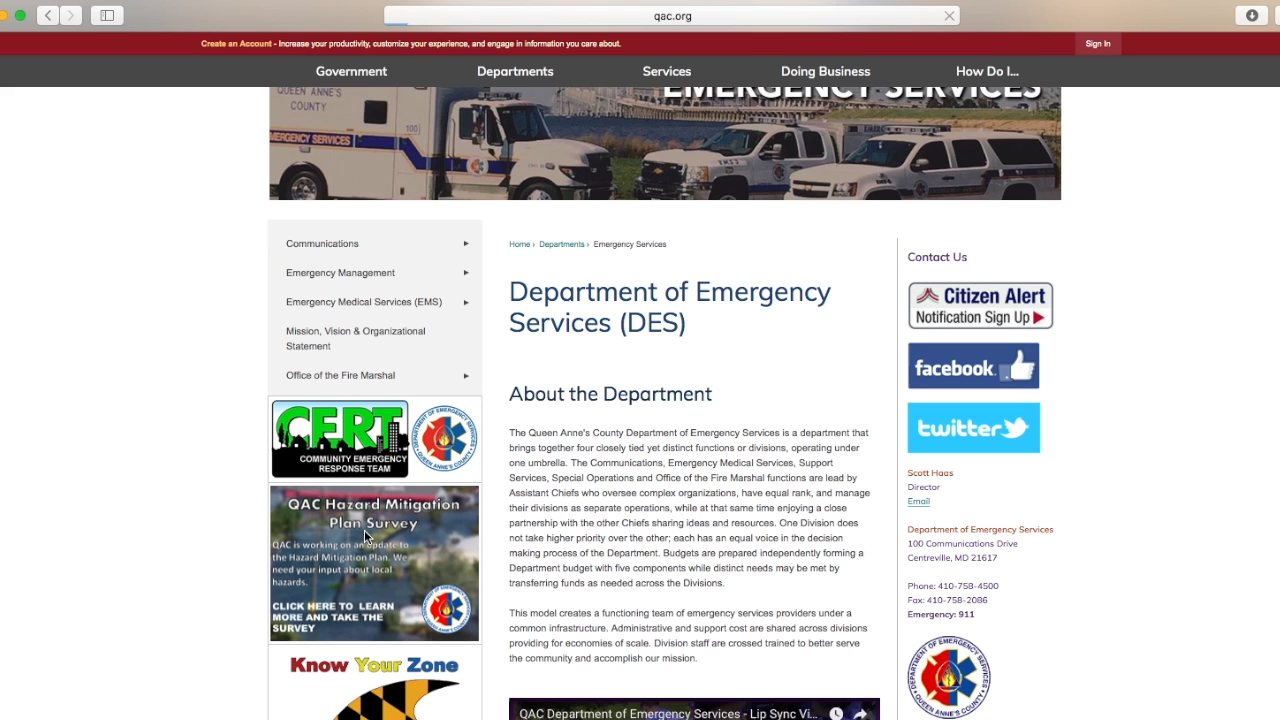 qac.org
Create an Account - Increase your productivity, customize your experience, and engage in information you care about.
Sign In
Government
Departments
Services
Doing Business
How Do I...
EMERGENCY SERVICES
QUEEN ANNE'S
COUNTY
EMERGENCY SERVICES
100
Communications
Emergency Management
Emergency Medical Services (EMS)
Mission, Vision & Organizational
Statement
Office of the Fire Marshal
CERT
COMMUNITY EMERGENCY
RESPONSE TEAM
QAC Hazard Mitigation
Plan Survey
QAC is working on an update to
the Hazard Mitigation Plan. We
need your input about local
hazards.
CLICK HERE TO LEARN
MORE AND TAKE THE
SURVEY
Know Your Zone
Home › Departments › Emergency Services
Department of Emergency
Services (DES)
About the Department
The Queen Anne's County Department of Emergency Services is a department that
brings together four closely tied yet distinct functions or divisions, operating under
one umbrella. The Communications, Emergency Medical Services, Support
Services, Special Operations and Office of the Fire Marshal functions are lead by
Assistant Chiefs who oversee complex organizations, have equal rank, and manage
their divisions as separate operations, while at that same time enjoying a close
partnership with the other Chiefs sharing ideas and resources. One Division does
not take higher priority over the other; each has an equal voice in the decision
making process of the Department. Budgets are prepared independently forming a
Department budget with five components while distinct needs may be met by
transferring funds as needed across the Divisions.
This model creates a functioning team of emergency services providers under a
common infrastructure. Administrative and support cost are shared across divisions
providing for economies of scale. Division staff are crossed trained to better serve
the community and accomplish our mission.
QAC Department of Emergency Services - Lip Sync Vi...
Contact Us
Citizen Alert
Notification Sign Up
facebook.
twitter
Scott Haas
Director
Email
Department of Emergency Services
100 Communications Drive
Centreville, MD 21617
Phone: 410-758-4500
Fax: 410-758-2086
Emergency: 911
DEPARTMENT OF EMERGENCY SERVICES
QUEEN ANNE'S COUNTY